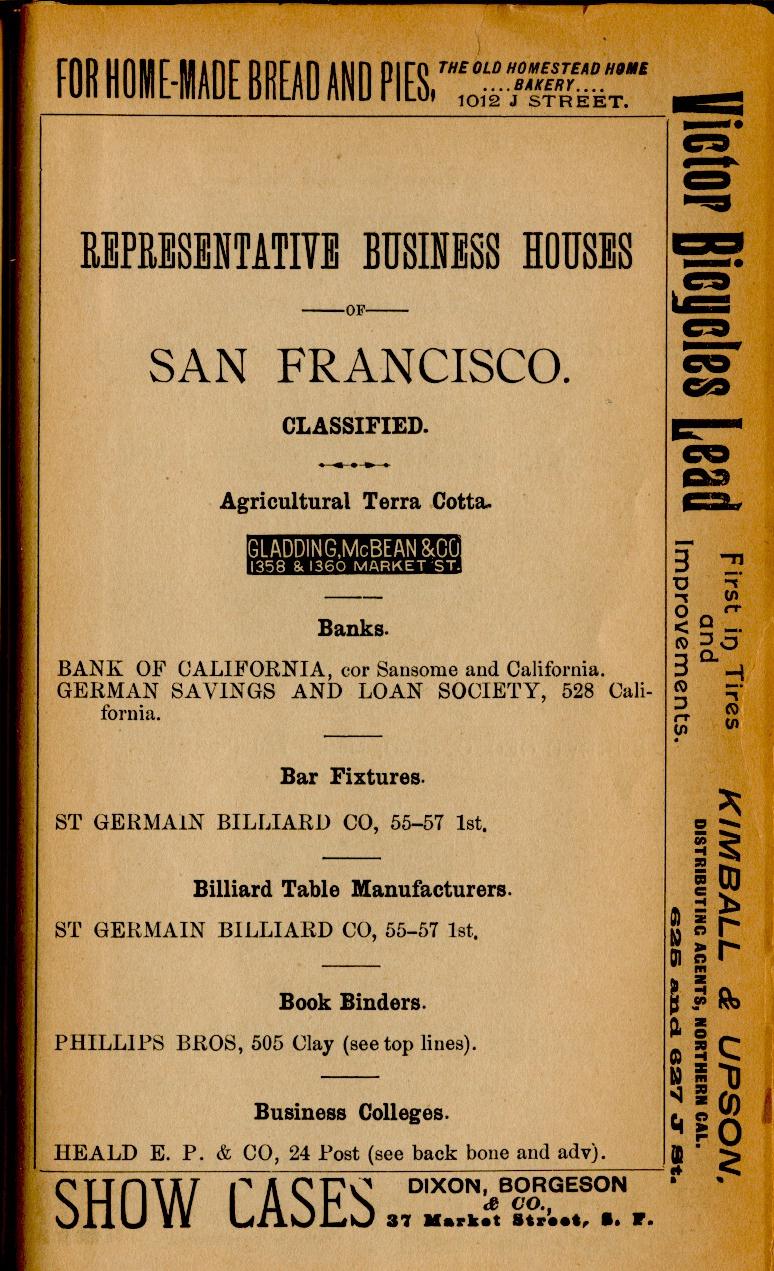 FOR HOME-MADE BREAD AND PIES, THE OLD HOMESTEAD HOME
....BAKERY....
1012 J STREET.
REPRESENTATIVE BUSINESS HOUSES
OF
SAN FRANCISCO.
CLASSIFIED.
Agricultural Terra Cotta.
GLADDING, McBEAN & CO
1358 & 1360 MARKET ST.
Banks.
BANK OF CALIFORNIA, cor Sansome and California.
GERMAN SAVINGS AND LOAN SOCIETY, 528 Cali-
fornia.
Bar Fixtures.
ST GERMAIN BILLIARD CO, 55–57 1st.
Billiard Table Manufacturers.
ST GERMAIN BILLIARD CO, 55–57 1st.
Book Binders.
PHILLIPS BROS, 505 Clay (see top lines).
Business Colleges.
HEALD E. P. & CO, 24 Post (see back bone and adv).
SHOW CASES DIXON, BORGESON
& CO.,
37 Market Street, S. F.
Victor Bicycles Lead
First in Tires
and
Improvements.
KIMBALL & UPSON,
DISTRIBUTING AGENTS, NORTHERN CAL.
625 and 627 J St.